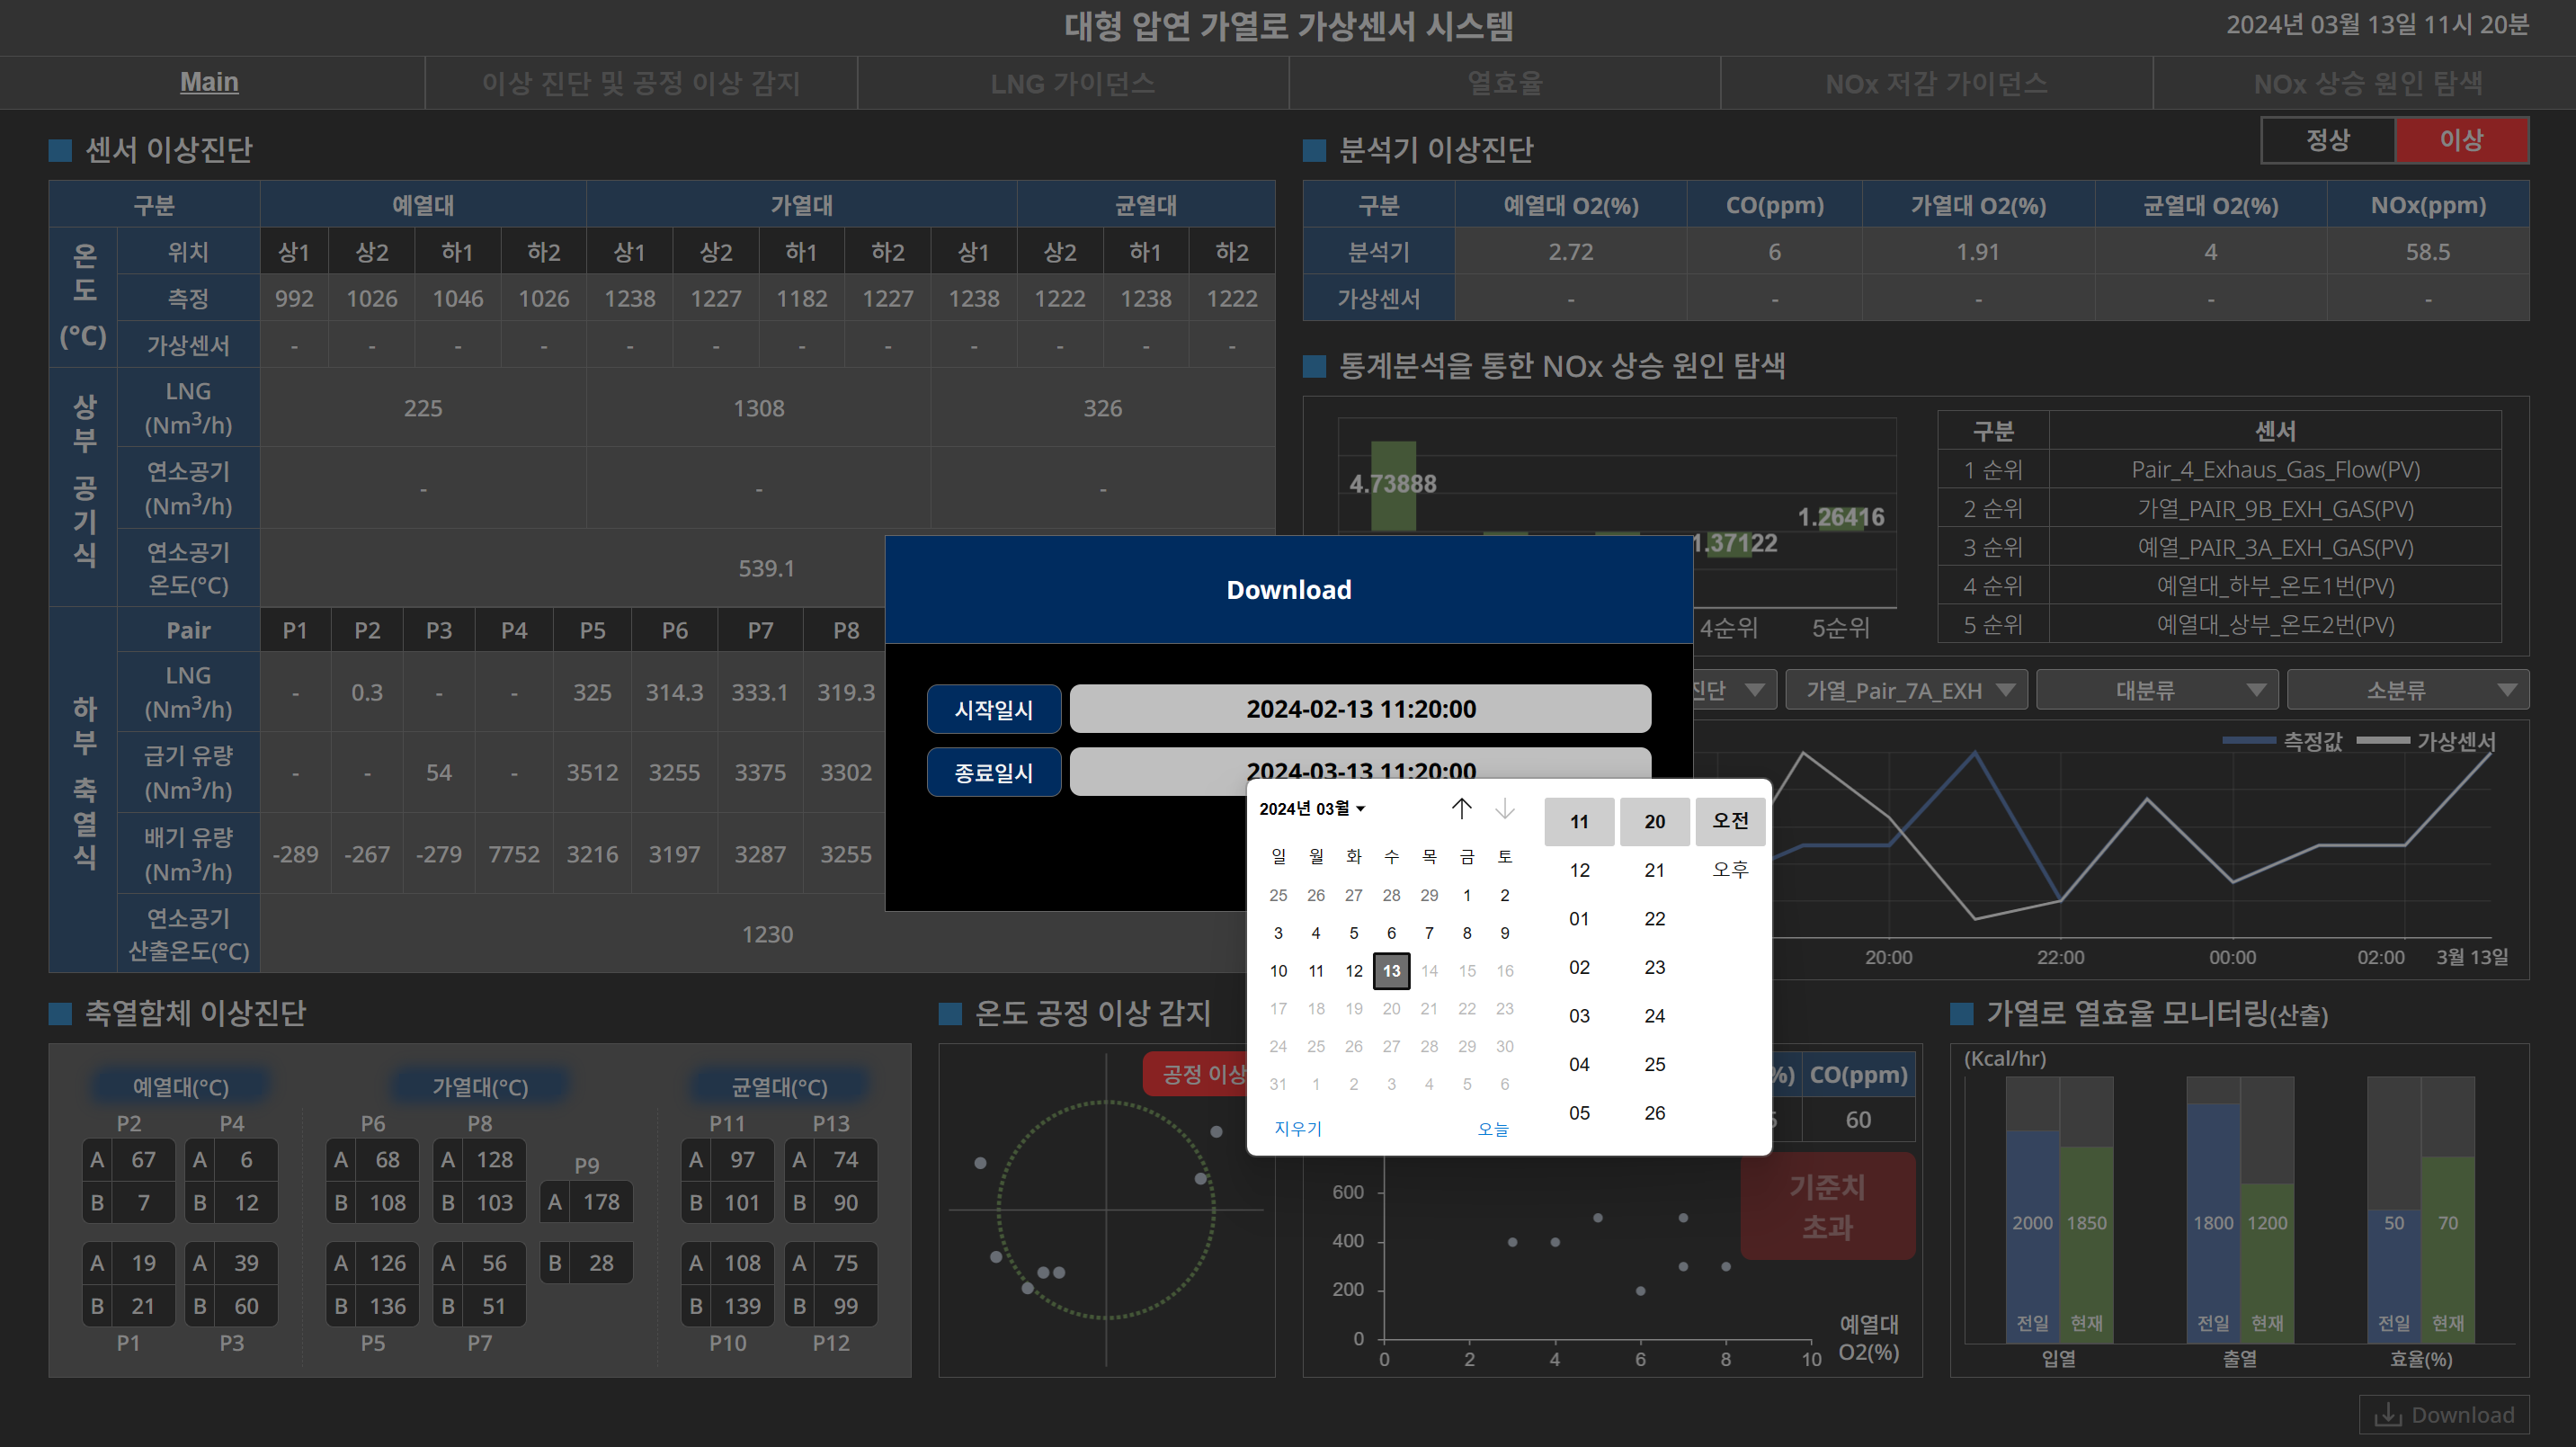 대형 압연 가열로 가상센서 시스템
2024년 03월 13일 11시 20분
Main 이상 진단 및 공정 이상 감지 LNG 가이던스 열효율 NOx 저감 가이던스 NOx 상승 원인 탐색
센서 이상진단
구분 예열대 가열대 균열대
온도(°C)
위치 상1 상2 하1 하2 상1 상2 하1 하2 상1 상2 하1 하2
측정 992 1026 1046 1026 1238 1227 1182 1227 1238 1222 1238 1222
가상센서 - - - - - - - - - - - -
상부 공기식
LNG (Nm3/h) 225 1308 326
연소공기 (Nm3/h) - - -
연소공기 온도(°C) 539.1
하부 축열식
Pair P1 P2 P3 P4 P5 P6 P7 P8
LNG (Nm3/h) - 0.3 - - 325 314.3 333.1 319.3
급기 유량 (Nm3/h) - - 54 - 3512 3255 3375 3302
배기 유량 (Nm3/h) -289 -267 -279 7752 3216 3197 3287 3255
연소공기 산출온도(°C) 1230
분석기 이상진단
정상 이상
구분 예열대 O2(%) CO(ppm) 가열대 O2(%) 균열대 O2(%) NOx(ppm)
분석기 2.72 6 1.91 4 58.5
가상센서 - - - - -
통계분석을 통한 NOx 상승 원인 탐색
4.73888
1.37122
1.26416
4순위 5순위
구분 센서
1 순위 Pair_4_Exhaus_Gas_Flow(PV)
2 순위 가열_PAIR_9B_EXH_GAS(PV)
3 순위 예열_PAIR_3A_EXH_GAS(PV)
4 순위 예열대_하부_온도1번(PV)
5 순위 예열대_상부_온도2번(PV)
진단 가열_Pair_7A_EXH 대분류 소분류
측정값 가상센서
20:00 22:00 00:00 02:00 3월 13일
Download
시작일시 2024-02-13 11:20:00
종료일시 2024-03-13 11:20:00
2024년 03월
일 월 화 수 목 금 토
25 26 27 28 29 1 2
3 4 5 6 7 8 9
10 11 12 13 14 15 16
17 18 19 20 21 22 23
24 25 26 27 28 29 30
31 1 2 3 4 5 6
지우기 오늘
11 20 오전
12 21 오후
01 22
02 23
03 24
04 25
05 26
축열함체 이상진단
예열대(°C) 가열대(°C) 균열대(°C)
P2 P4 P6 P8 P9 P11 P13
A 67 A 6 A 68 A 128 A 178 A 97 A 74
B 7 B 12 B 108 B 103 B 101 B 90
A 19 A 39 A 126 A 56 B 28 A 108 A 75
B 21 B 60 B 136 B 51 B 139 B 99
P1 P3 P5 P7 P10 P12
온도 공정 이상 감지
공정 이상
%) CO(ppm)
60
기준치
초과
600
400
200
0
0 2 4 6 8 10
예열대
O2(%)
가열로 열효율 모니터링(산출)
(Kcal/hr)
2000 1850 1800 1200 50 70
전일 현재 전일 현재 전일 현재
입열 출열 효율(%)
Download